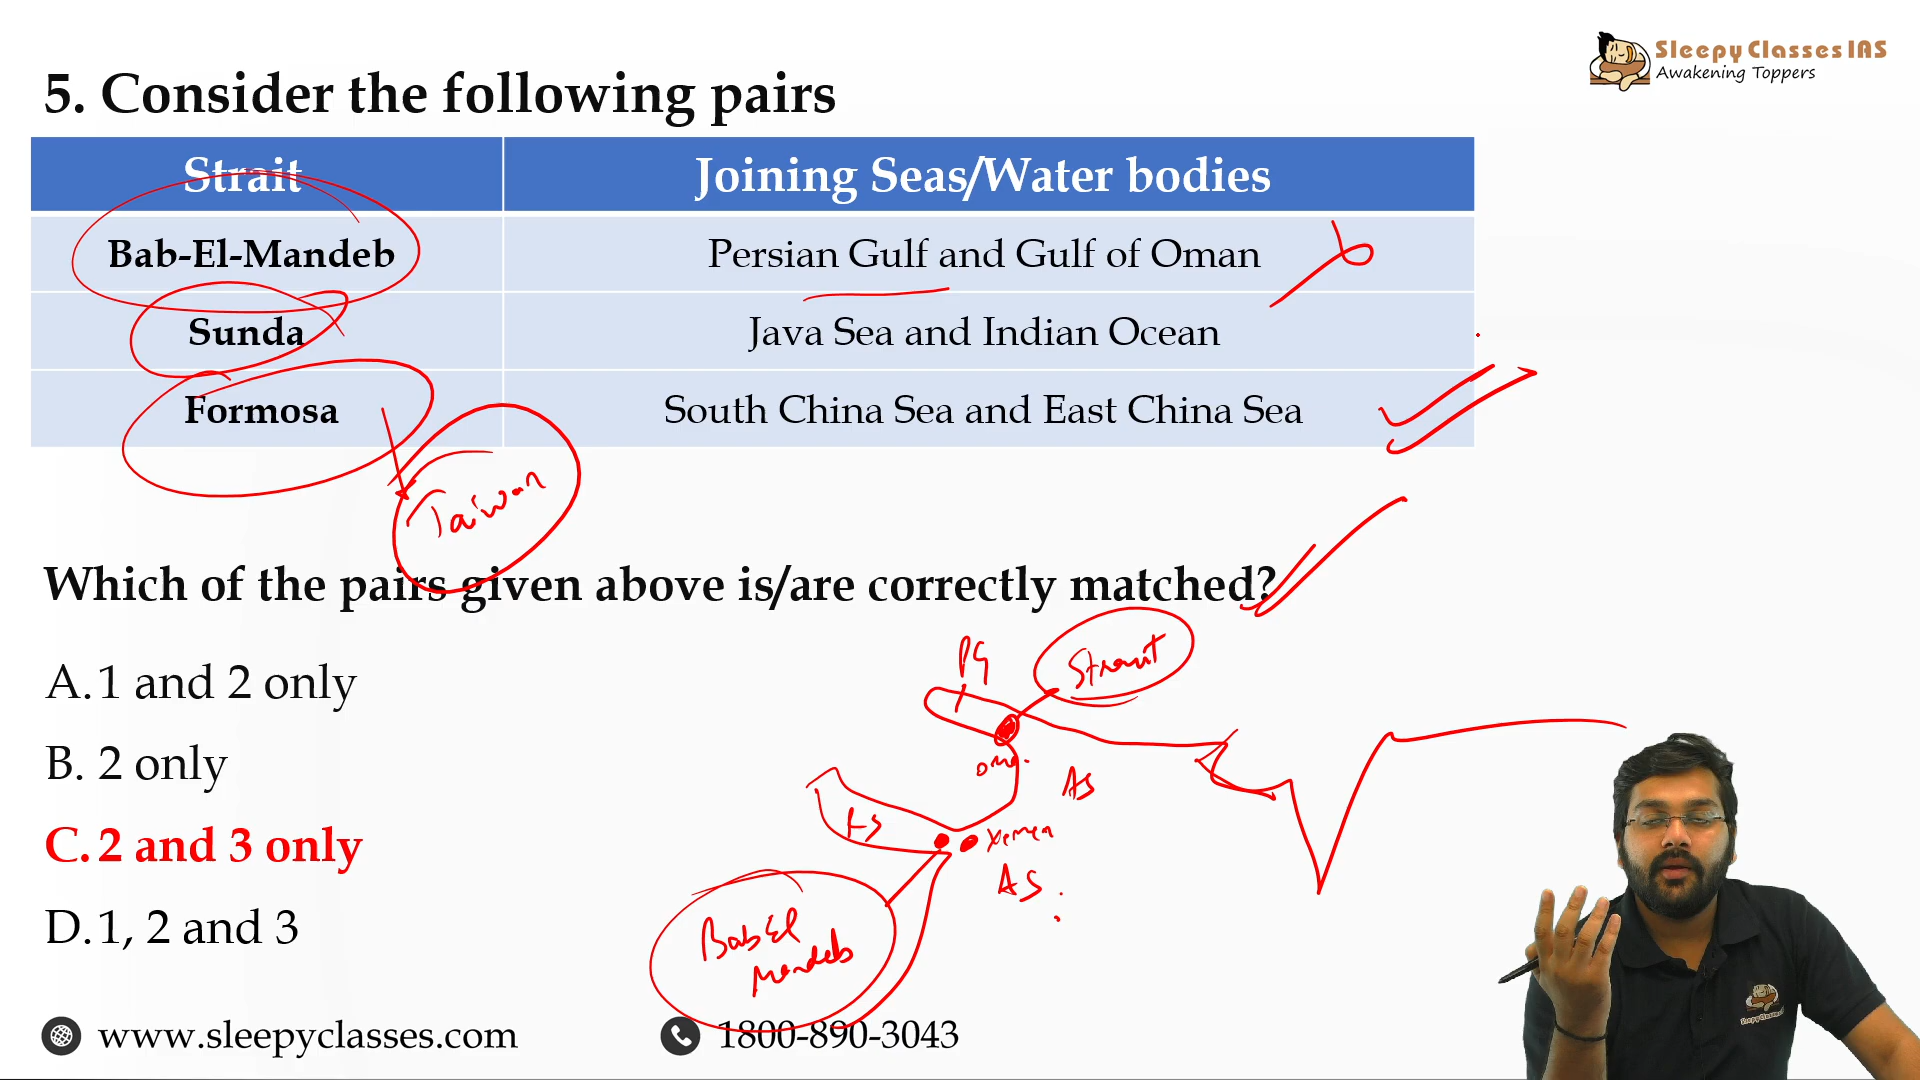 Sleepy Classes IAS
Awakening Toppers
5. Consider the following pairs
Strait
Joining Seas/Water bodies
Bab-El-Mandeb
Persian Gulf and Gulf of Oman
Sunda
Java Sea and Indian Ocean
Formosa
South China Sea and East China Sea
Taiwan
Which of the pairs given above is/are correctly matched?
A. 1 and 2 only
B. 2 only
C. 2 and 3 only
D. 1, 2 and 3
PG
Strait
AS
Yemen
AS
Bab El
Mandeb
www.sleepyclasses.com
1800-890-3043